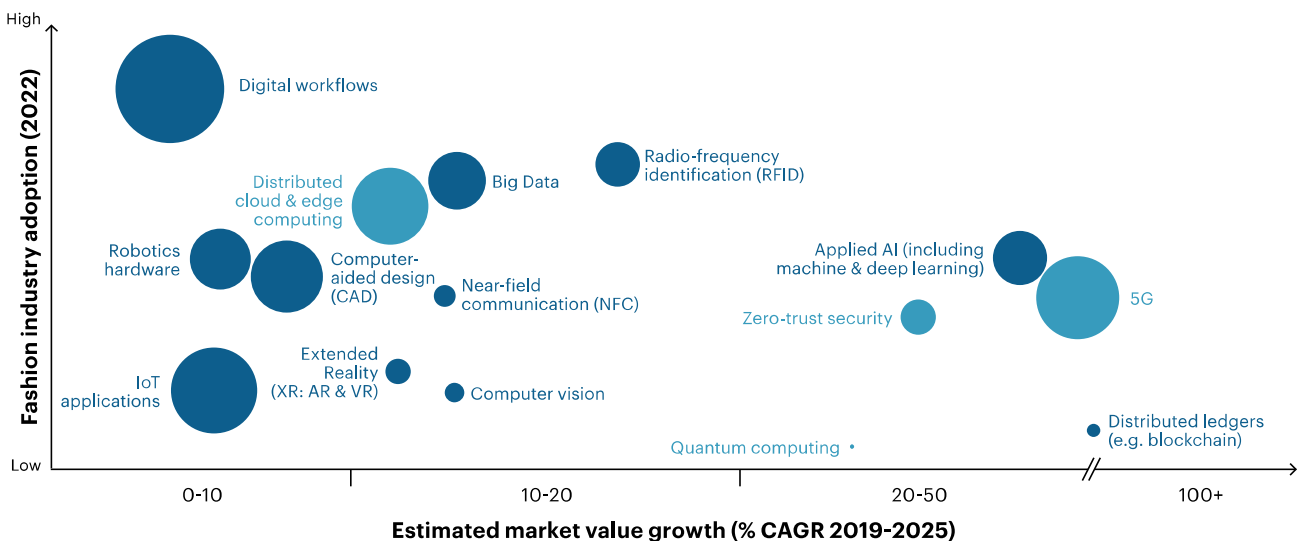 High
Fashion industry adoption (2022)
Low
Digital workflows
Radio-frequency
identification (RFID)
Distributed
cloud & edge
computing
Big Data
Robotics
hardware
Computer-
aided design
(CAD)
Near-field
communication (NFC)
Applied AI (including
machine & deep learning)
5G
Zero-trust security
IoT
applications
Extended
Reality
(XR: AR & VR)
Computer vision
Distributed ledgers
(e.g. blockchain)
Quantum computing
0-10
10-20
20-50
100+
Estimated market value growth (% CAGR 2019-2025)